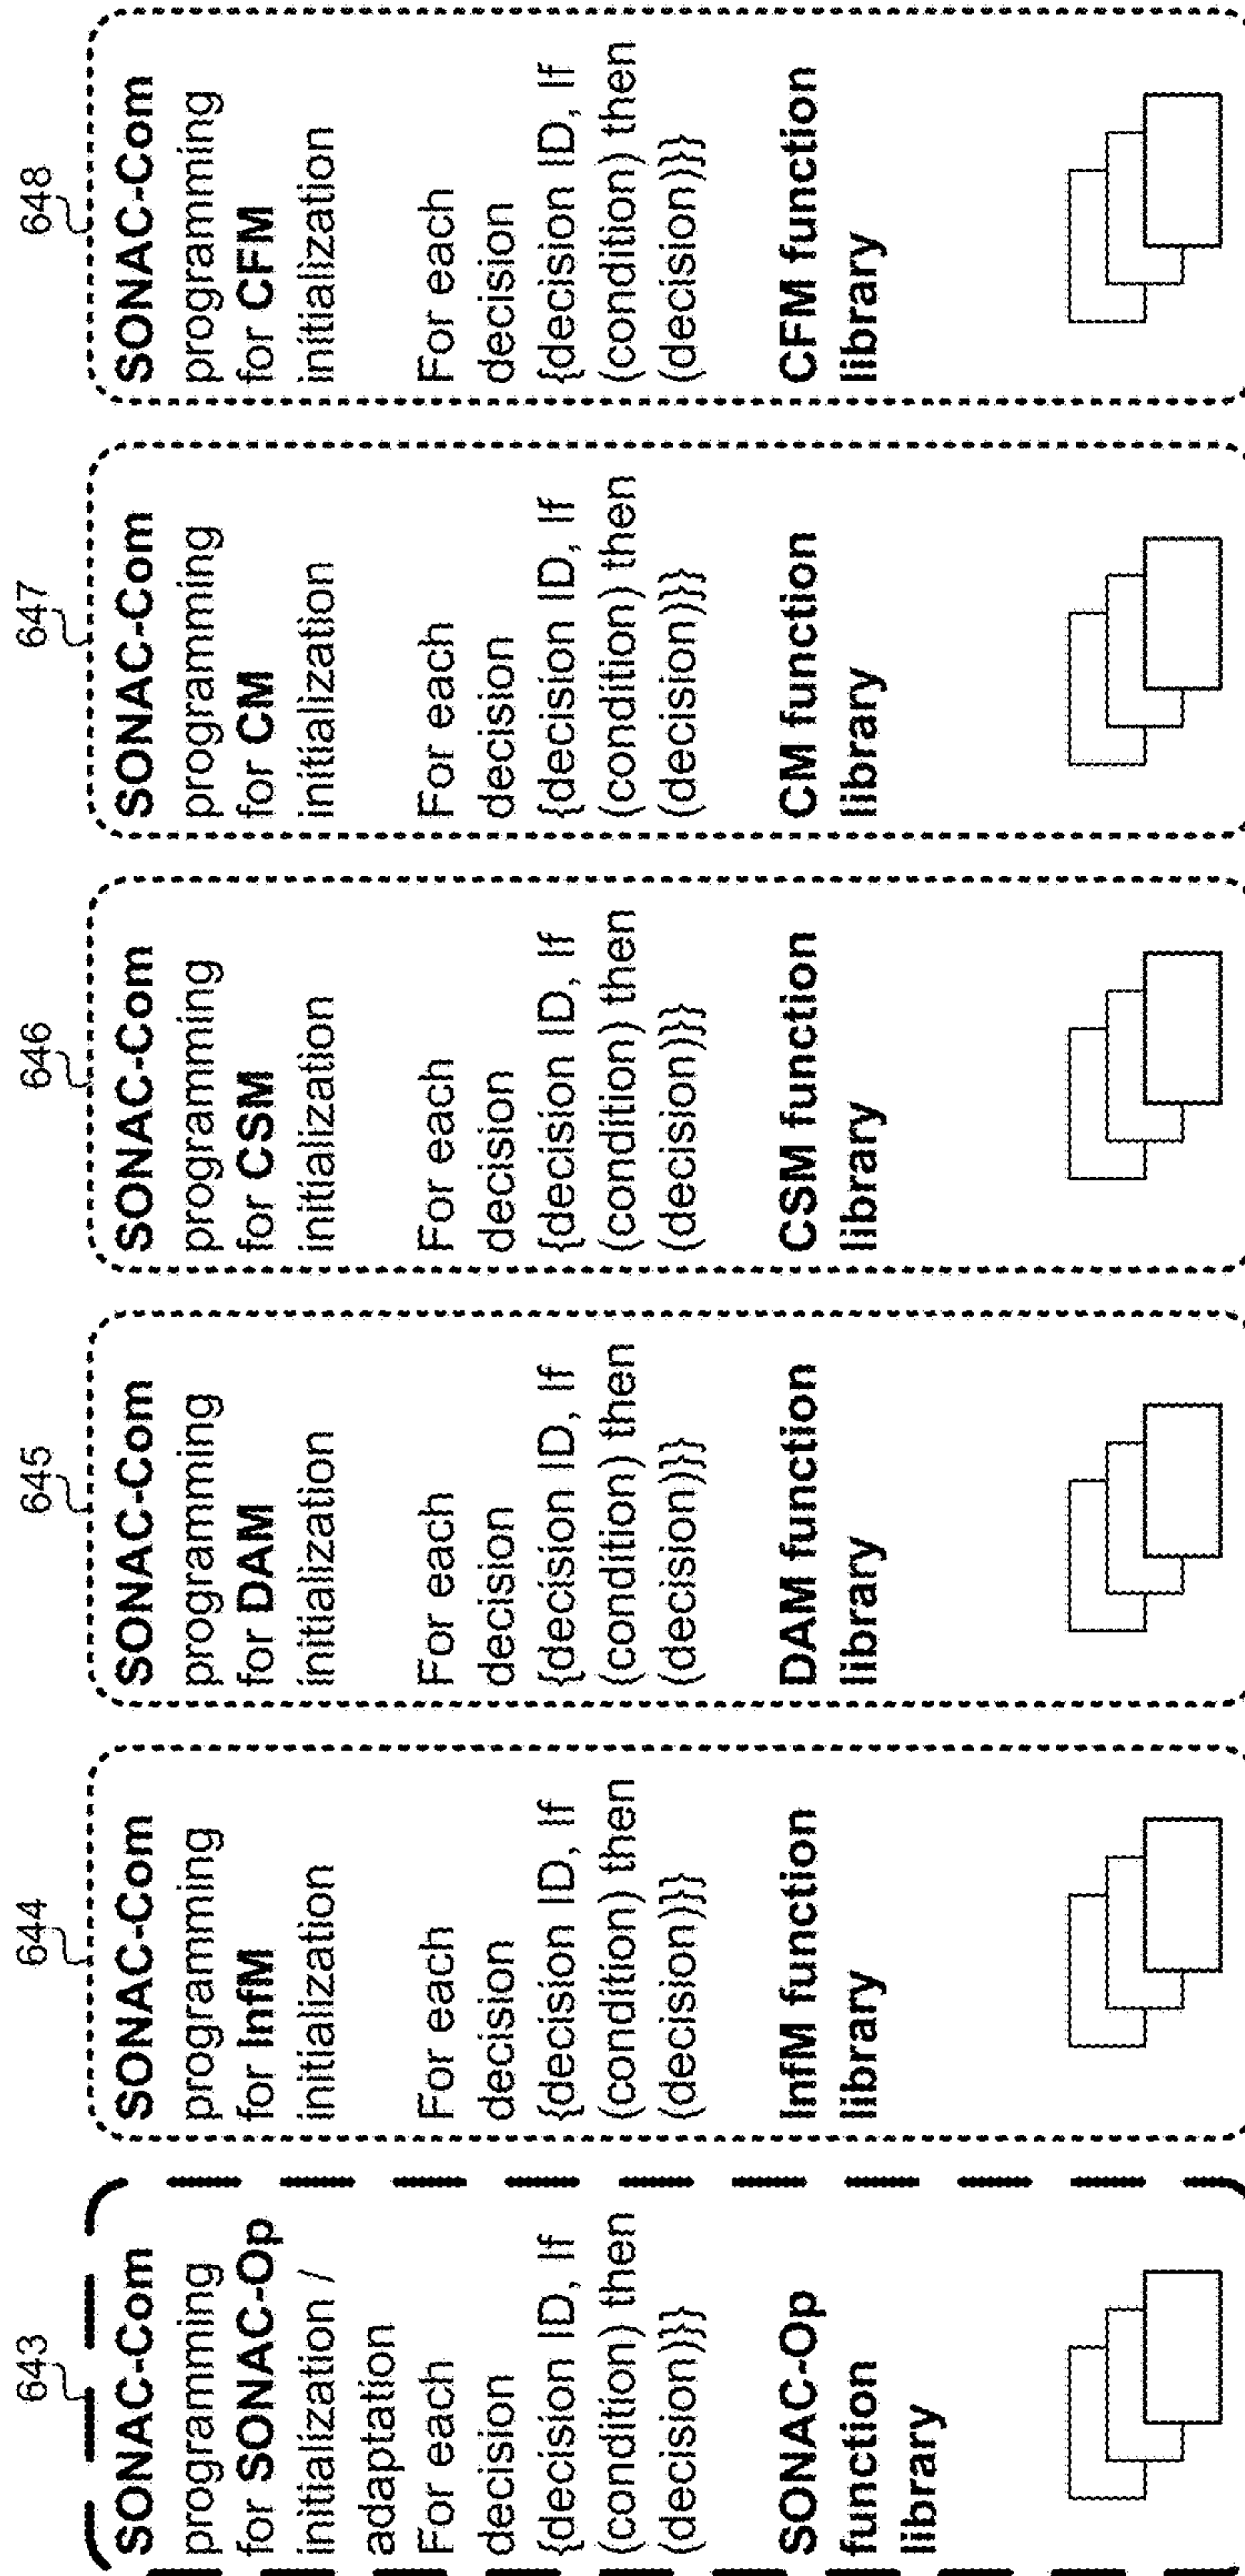 643
SONAC-Com
programming
for SONAC-Op
initialization /
adaptation
For each
decision
{decision ID, If
(condition) then
(decision)}}
SONAC-Op
function
library
644
SONAC-Com
programming
for InfM
initialization
For each
decision
{decision ID, If
(condition) then
(decision)}}
InfM function
library
645
SONAC-Com
programming
for DAM
initialization
For each
decision
{decision ID, If
(condition) then
(decision)}}
DAM function
library
646
SONAC-Com
programming
for CSM
initialization
For each
decision
{decision ID, If
(condition) then
(decision)}}
CSM function
library
647
SONAC-Com
programming
for CM
initialization
For each
decision
{decision ID, If
(condition) then
(decision)}}
CM function
library
648
SONAC-Com
programming
for CFM
initialization
For each
decision
{decision ID, If
(condition) then
(decision)}}
CFM function
library